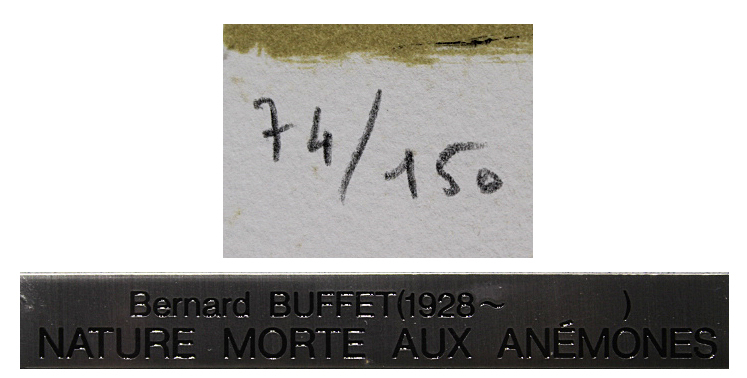 74/150
Bernard BUFFET(1928～ )
NATURE MORTE AUX ANÉMONES